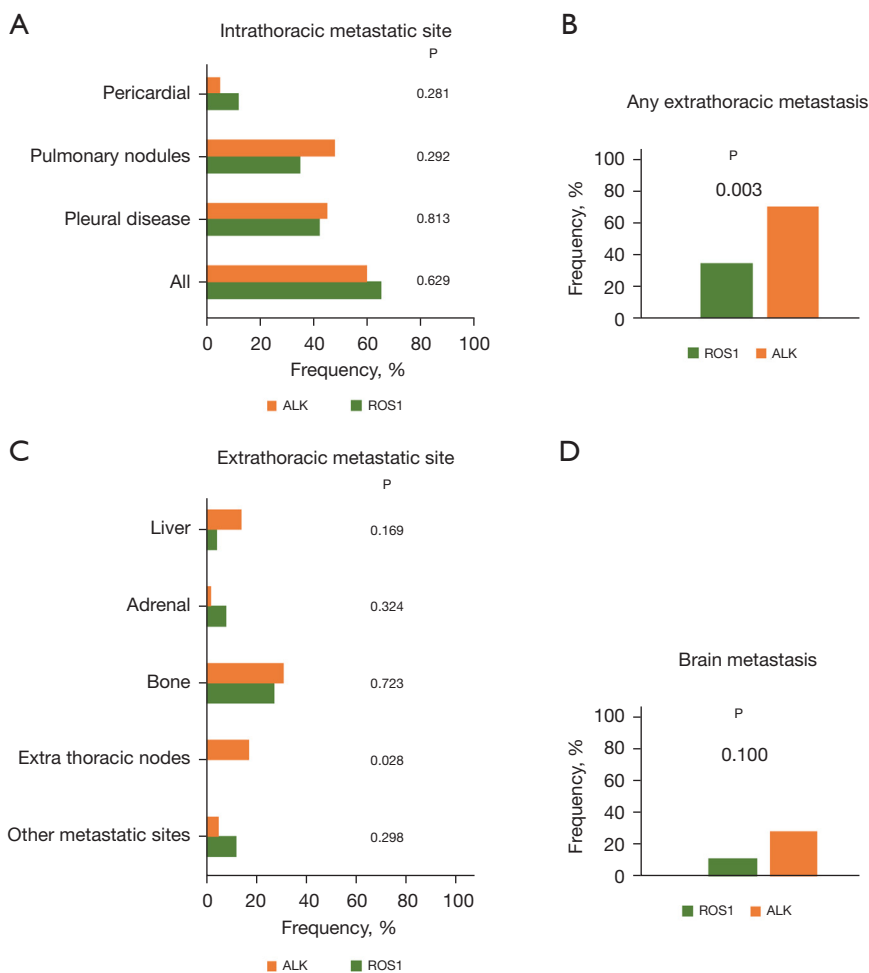 A
Intrathoracic metastatic site
P
Pericardial 0.281
Pulmonary nodules 0.292
Pleural disease 0.813
All 0.629
0 20 40 60 80 100
Frequency, %
ALK ROS1
B
Any extrathoracic metastasis
P
0.003
100
80
60
40
20
0
Frequency, %
ROS1 ALK
C
Extrathoracic metastatic site
P
Liver 0.169
Adrenal 0.324
Bone 0.723
Extra thoracic nodes 0.028
Other metastatic sites 0.298
0 20 40 60 80 100
Frequency, %
ALK ROS1
D
Brain metastasis
P
0.100
100
80
60
40
20
0
Frequency, %
ROS1 ALK